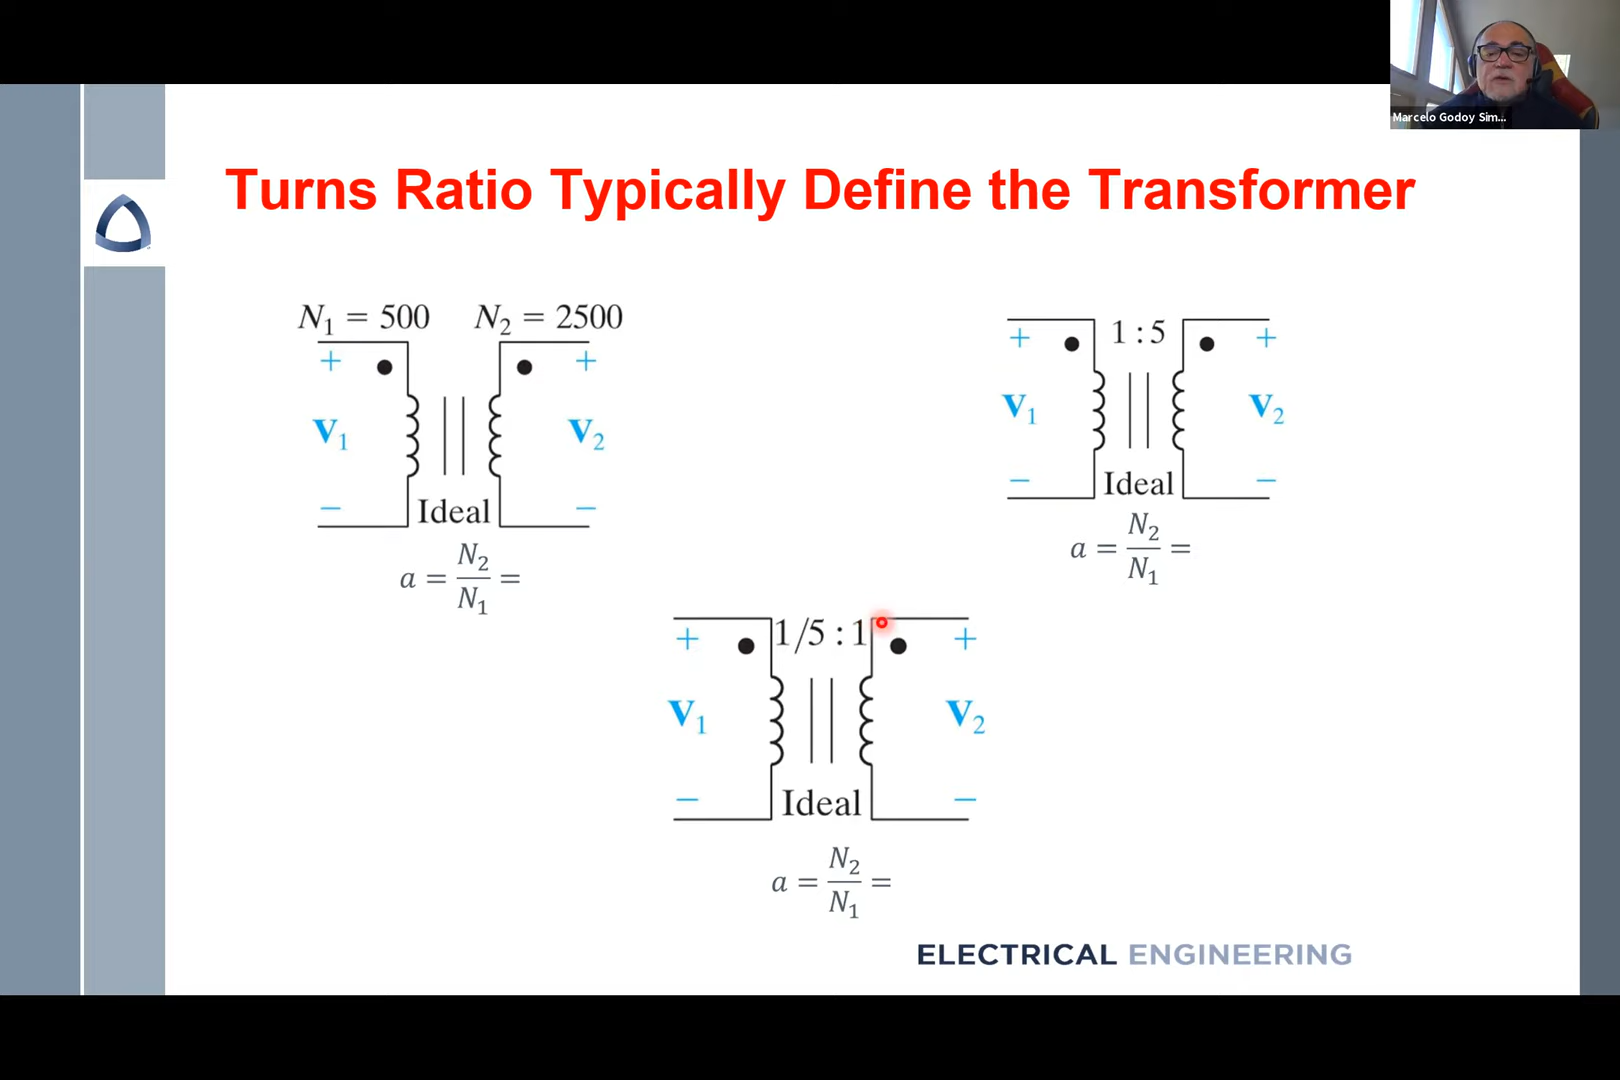 Marcelo Godoy Sim...
Turns Ratio Typically Define the Transformer
N₁ = 500 N₂ = 2500
+ +
V₁ V₂
− −
Ideal
a = N₂/N₁ =
1 : 5
+ +
V₁ V₂
− −
Ideal
a = N₂/N₁ =
1/5 : 1
+ +
V₁ V₂
− −
Ideal
a = N₂/N₁ =
ELECTRICAL ENGINEERING